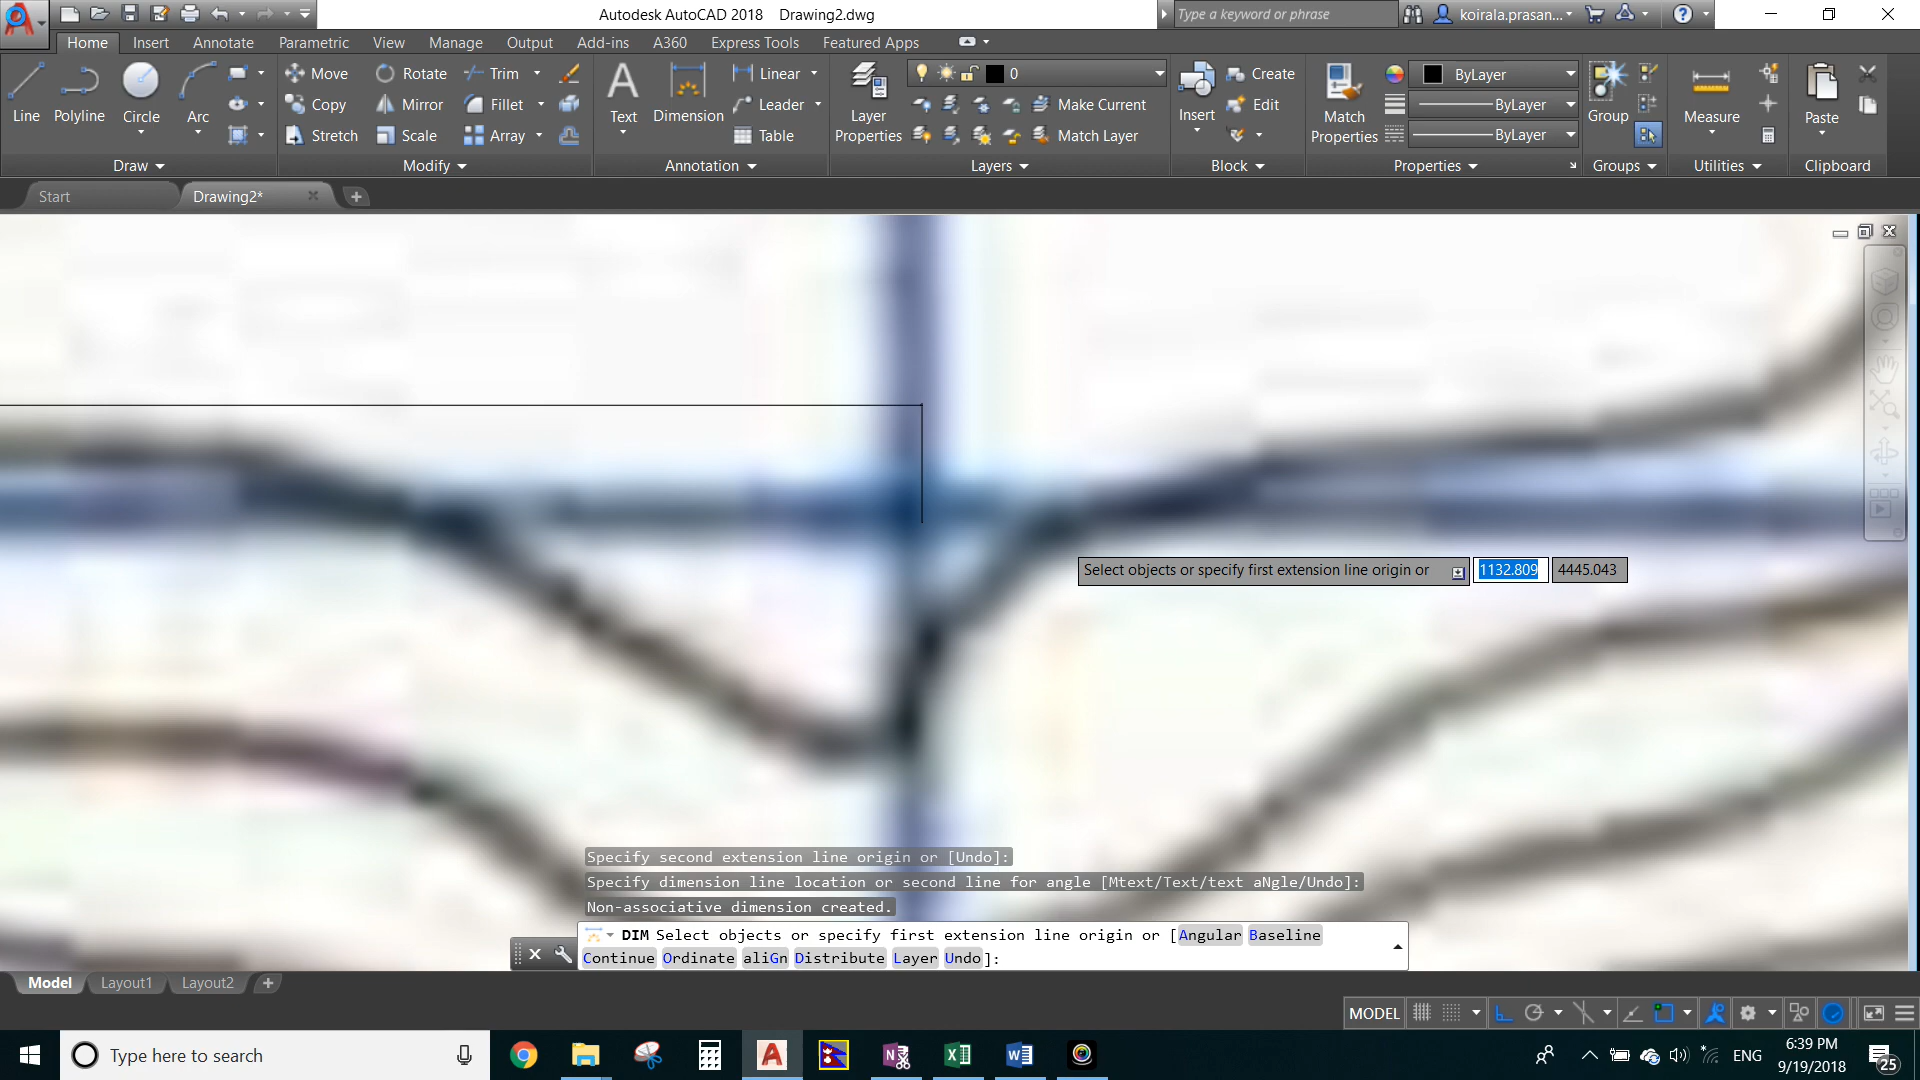 Autodesk AutoCAD 2018 Drawing2.dwg
Type a keyword or phrase
koirala.prasan...
Home Insert Annotate Parametric View Manage Output Add-ins A360 Express Tools Featured Apps
Line Polyline Circle Arc
Move Rotate Trim
Copy Mirror Fillet
Stretch Scale Array
Text Dimension
Linear
Leader
Table
Layer Properties
0
Make Current
Match Layer
Insert
Create
Edit
Match Properties
ByLayer
ByLayer
ByLayer
Group
Measure
Paste
Draw Modify Annotation Layers Block Properties Groups Utilities Clipboard
Start Drawing2*
Select objects or specify first extension line origin or 1132.809 4445.043
Specify second extension line origin or [Undo]:
Specify dimension line location or second line for angle [Mtext/Text/text aNgle/Undo]:
Non-associative dimension created.
DIM Select objects or specify first extension line origin or [Angular Baseline
Continue Ordinate aliGn Distribute Layer Undo]:
Model Layout1 Layout2
MODEL
Type here to search
ENG
6:39 PM
9/19/2018
25